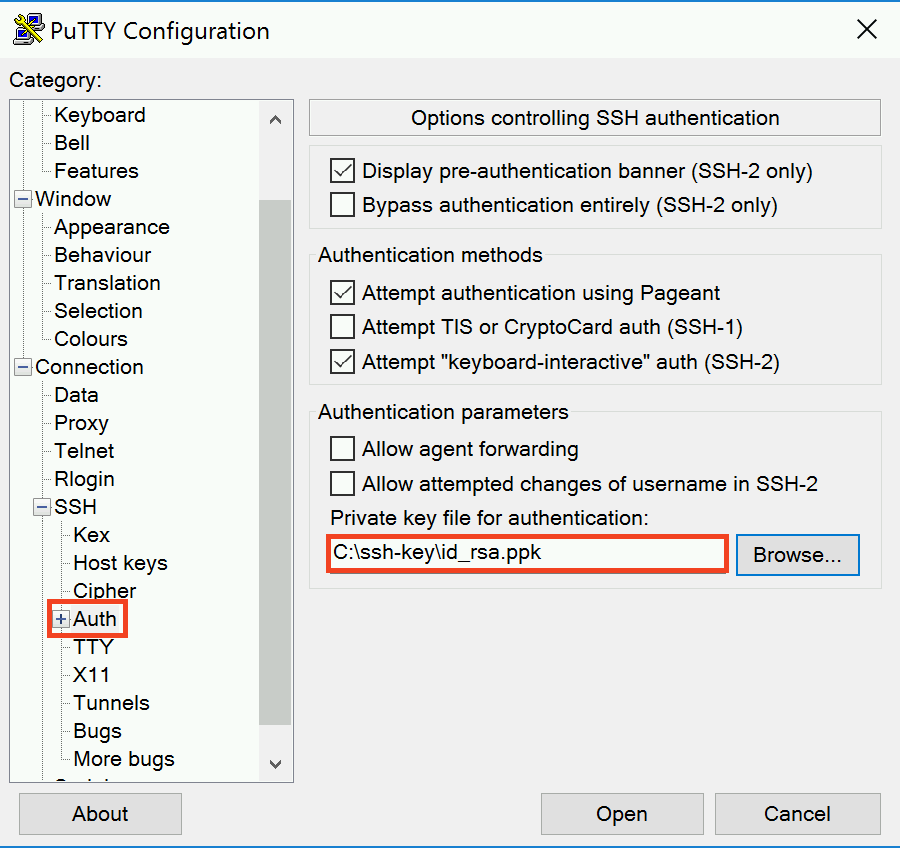 PuTTY Configuration
Category:
Keyboard
Bell
Features
Window
Appearance
Behaviour
Translation
Selection
Colours
Connection
Data
Proxy
Telnet
Rlogin
SSH
Kex
Host keys
Cipher
Auth
TTY
X11
Tunnels
Bugs
More bugs
Options controlling SSH authentication
Display pre-authentication banner (SSH-2 only)
Bypass authentication entirely (SSH-2 only)
Authentication methods
Attempt authentication using Pageant
Attempt TIS or CryptoCard auth (SSH-1)
Attempt "keyboard-interactive" auth (SSH-2)
Authentication parameters
Allow agent forwarding
Allow attempted changes of username in SSH-2
Private key file for authentication:
C:\ssh-key\id_rsa.ppk
Browse...
About
Open
Cancel